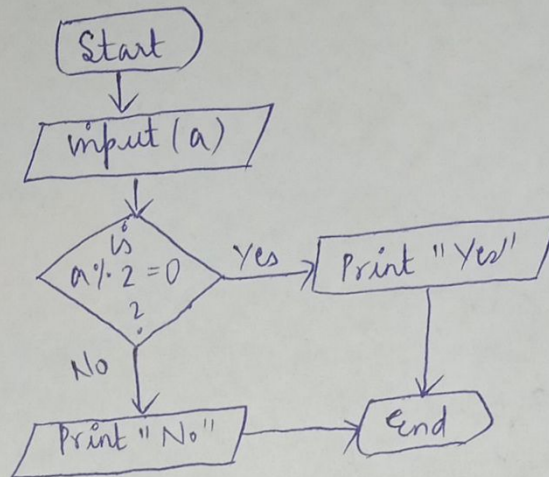 Start
input (a)
is
a % 2 = 0
?
Yes
Print "Yes"
No
Print "No"
End